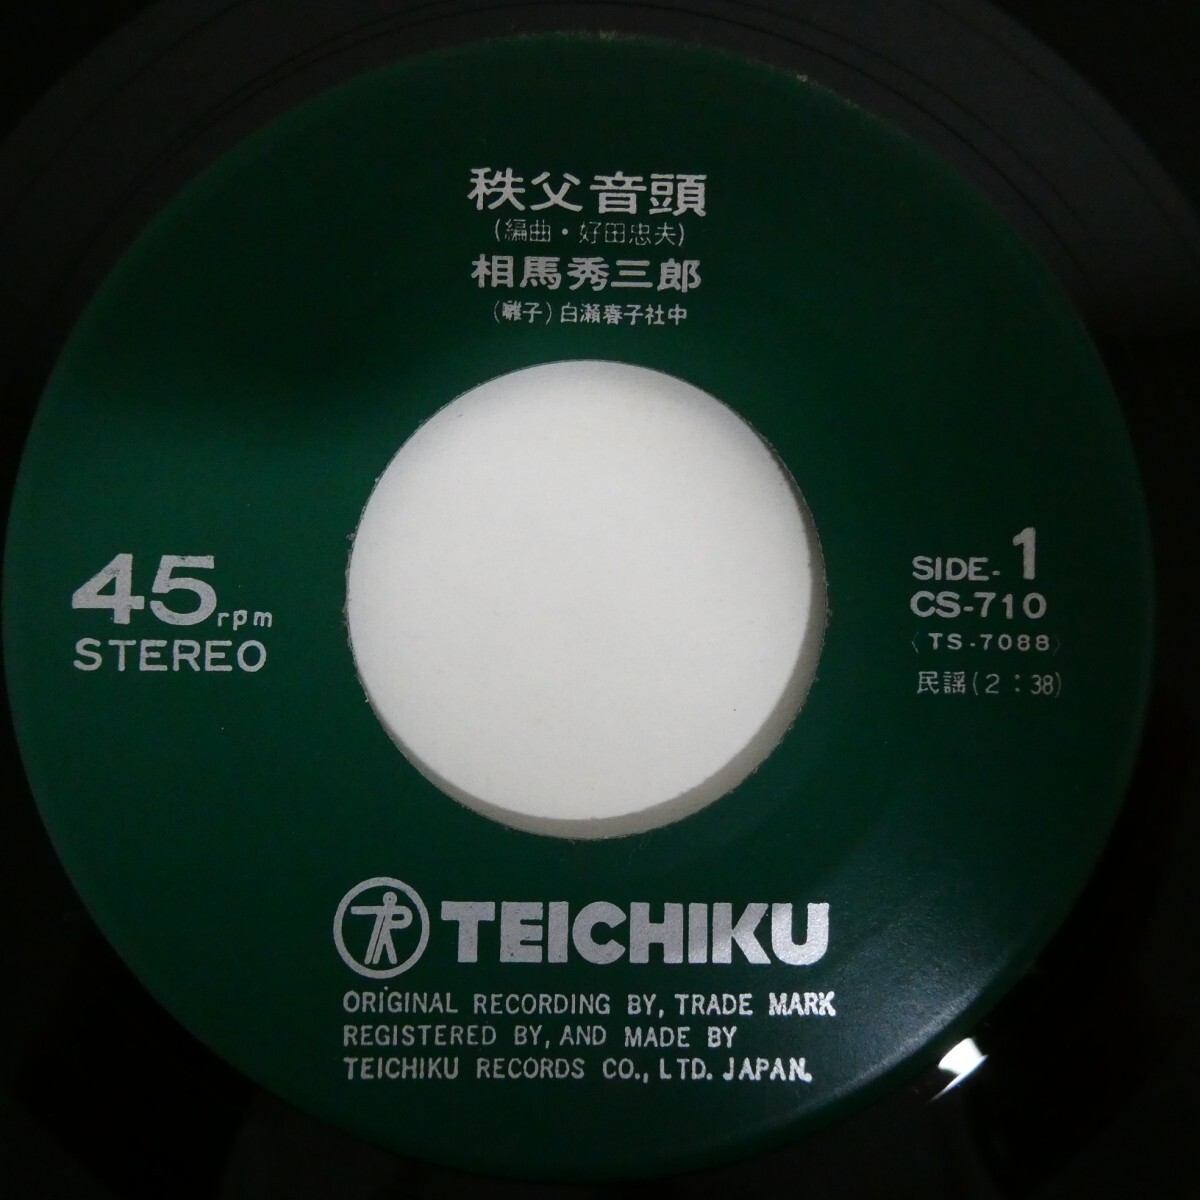 秩父音頭
(編曲・好田忠夫)
相馬秀三郎
(囃子)白瀬春子社中
45rpm
STEREO
SIDE-1
CS-710
〈TS-7088〉
民謡(2:38)
TEICHIKU
ORIGINAL RECORDING BY, TRADE MARK
REGISTERED BY, AND MADE BY
TEICHIKU RECORDS CO., LTD. JAPAN.